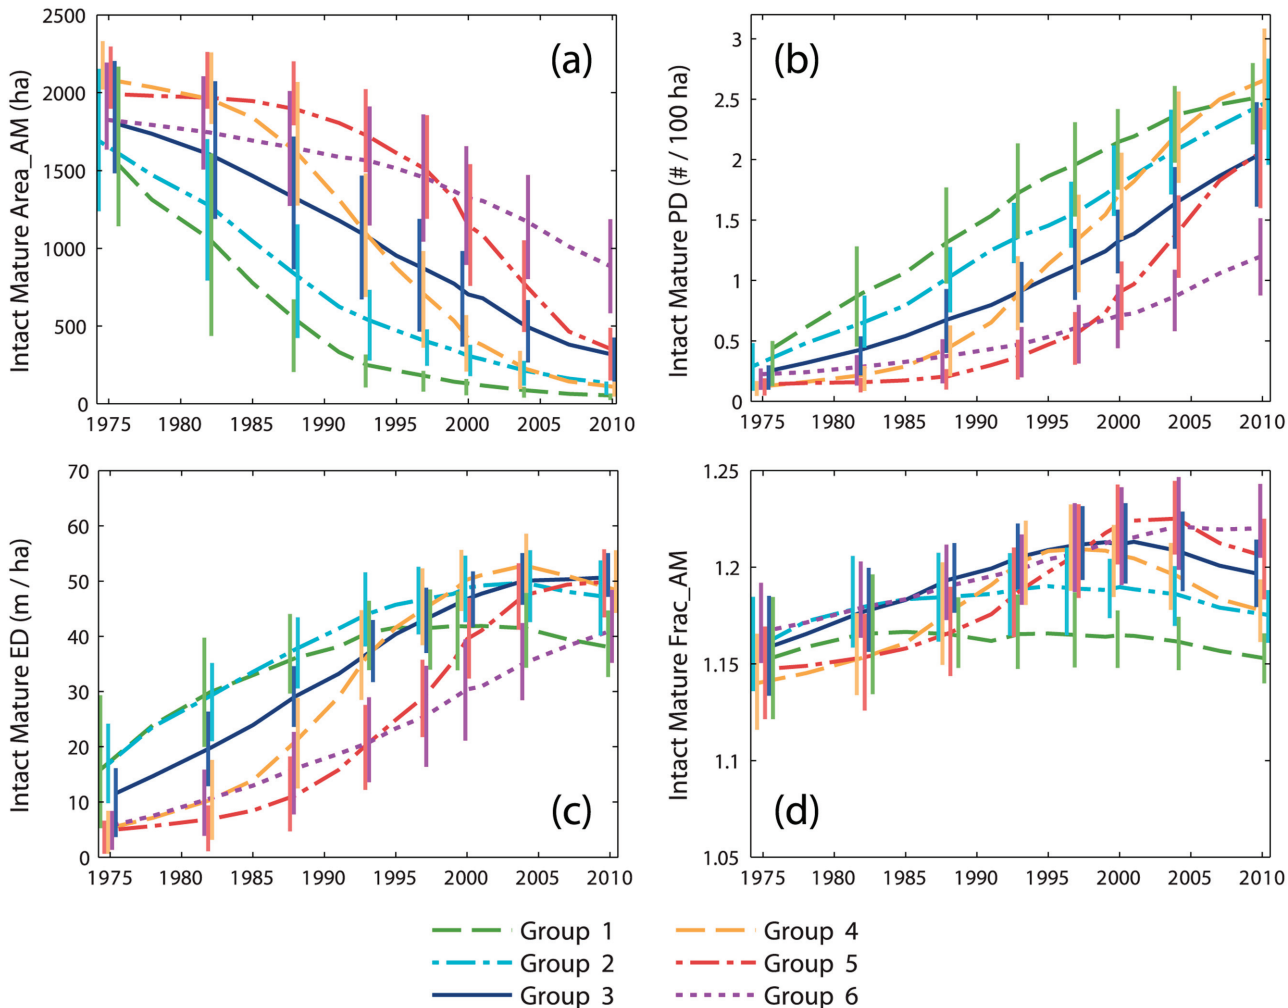 (a)
Intact Mature Area_AM (ha)
2500
2000
1500
1000
500
0
1975 1980 1985 1990 1995 2000 2005 2010
(b)
Intact Mature PD (# / 100 ha)
3
2.5
2
1.5
1
0.5
0
1975 1980 1985 1990 1995 2000 2005 2010
(c)
Intact Mature ED (m / ha)
70
60
50
40
30
20
10
0
1975 1980 1985 1990 1995 2000 2005 2010
(d)
Intact Mature Frac_AM
1.25
1.2
1.15
1.1
1.05
1975 1980 1985 1990 1995 2000 2005 2010
Group 1
Group 2
Group 3
Group 4
Group 5
Group 6